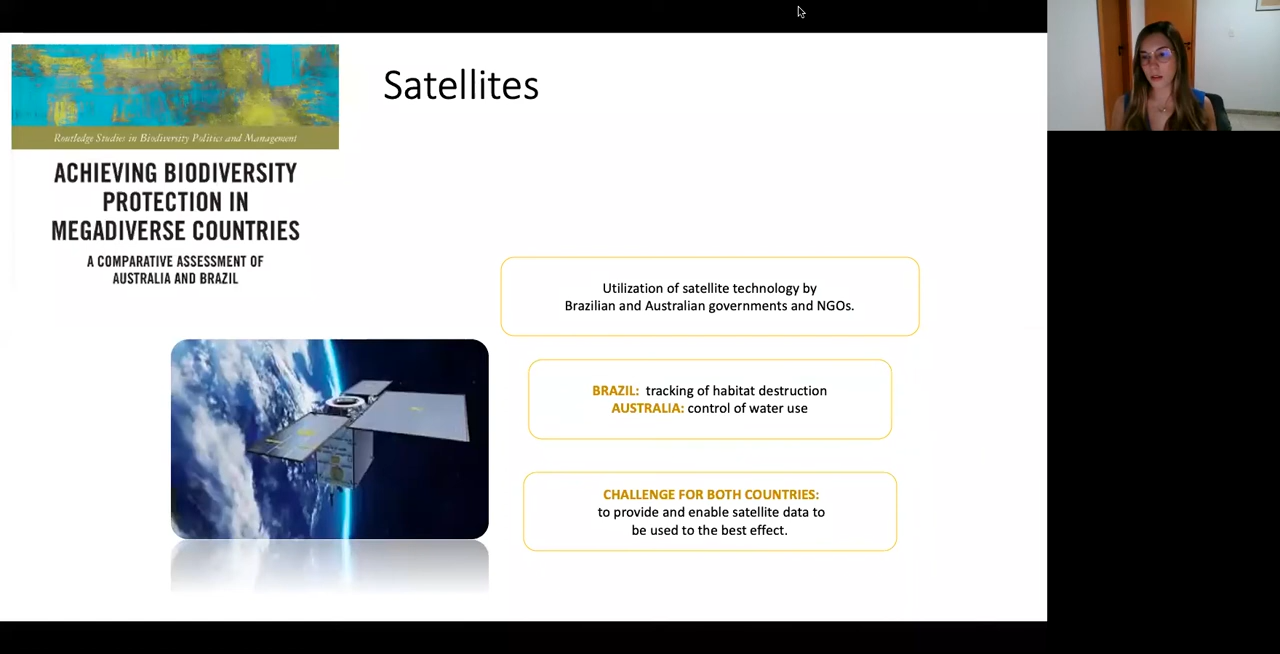 Routledge Studies in Biodiversity Politics and Management
ACHIEVING BIODIVERSITY
PROTECTION IN
MEGADIVERSE COUNTRIES
A COMPARATIVE ASSESSMENT OF
AUSTRALIA AND BRAZIL
Satellites
Utilization of satellite technology by
Brazilian and Australian governments and NGOs.
BRAZIL: tracking of habitat destruction
AUSTRALIA: control of water use
CHALLENGE FOR BOTH COUNTRIES:
to provide and enable satellite data to
be used to the best effect.